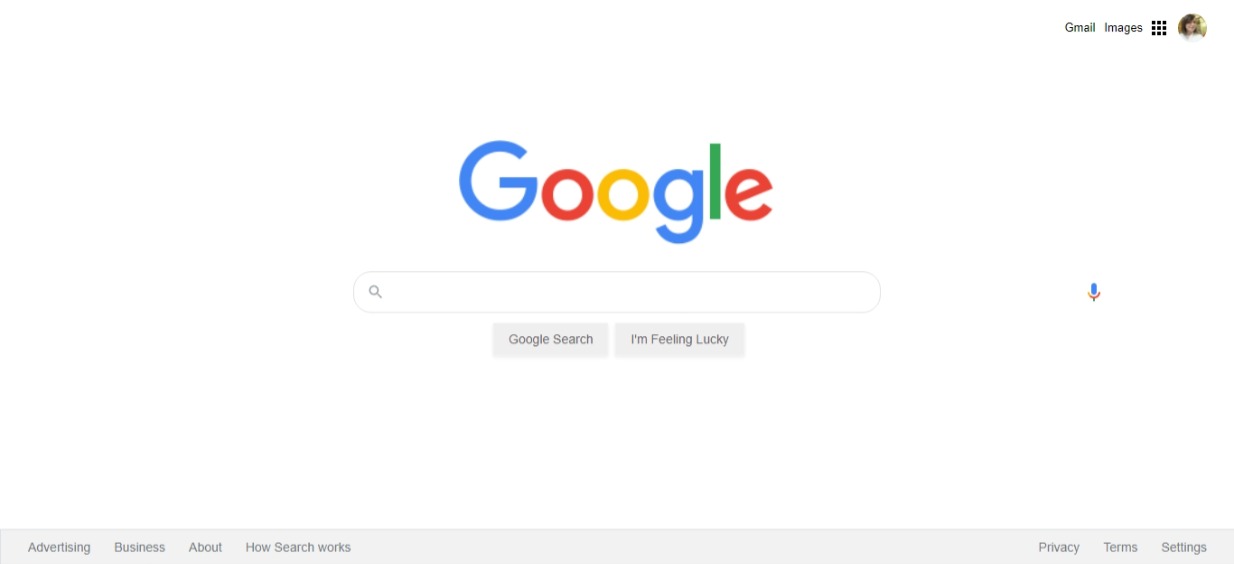 Gmail Images
Google
Google Search I'm Feeling Lucky
Advertising Business About How Search works Privacy Terms Settings